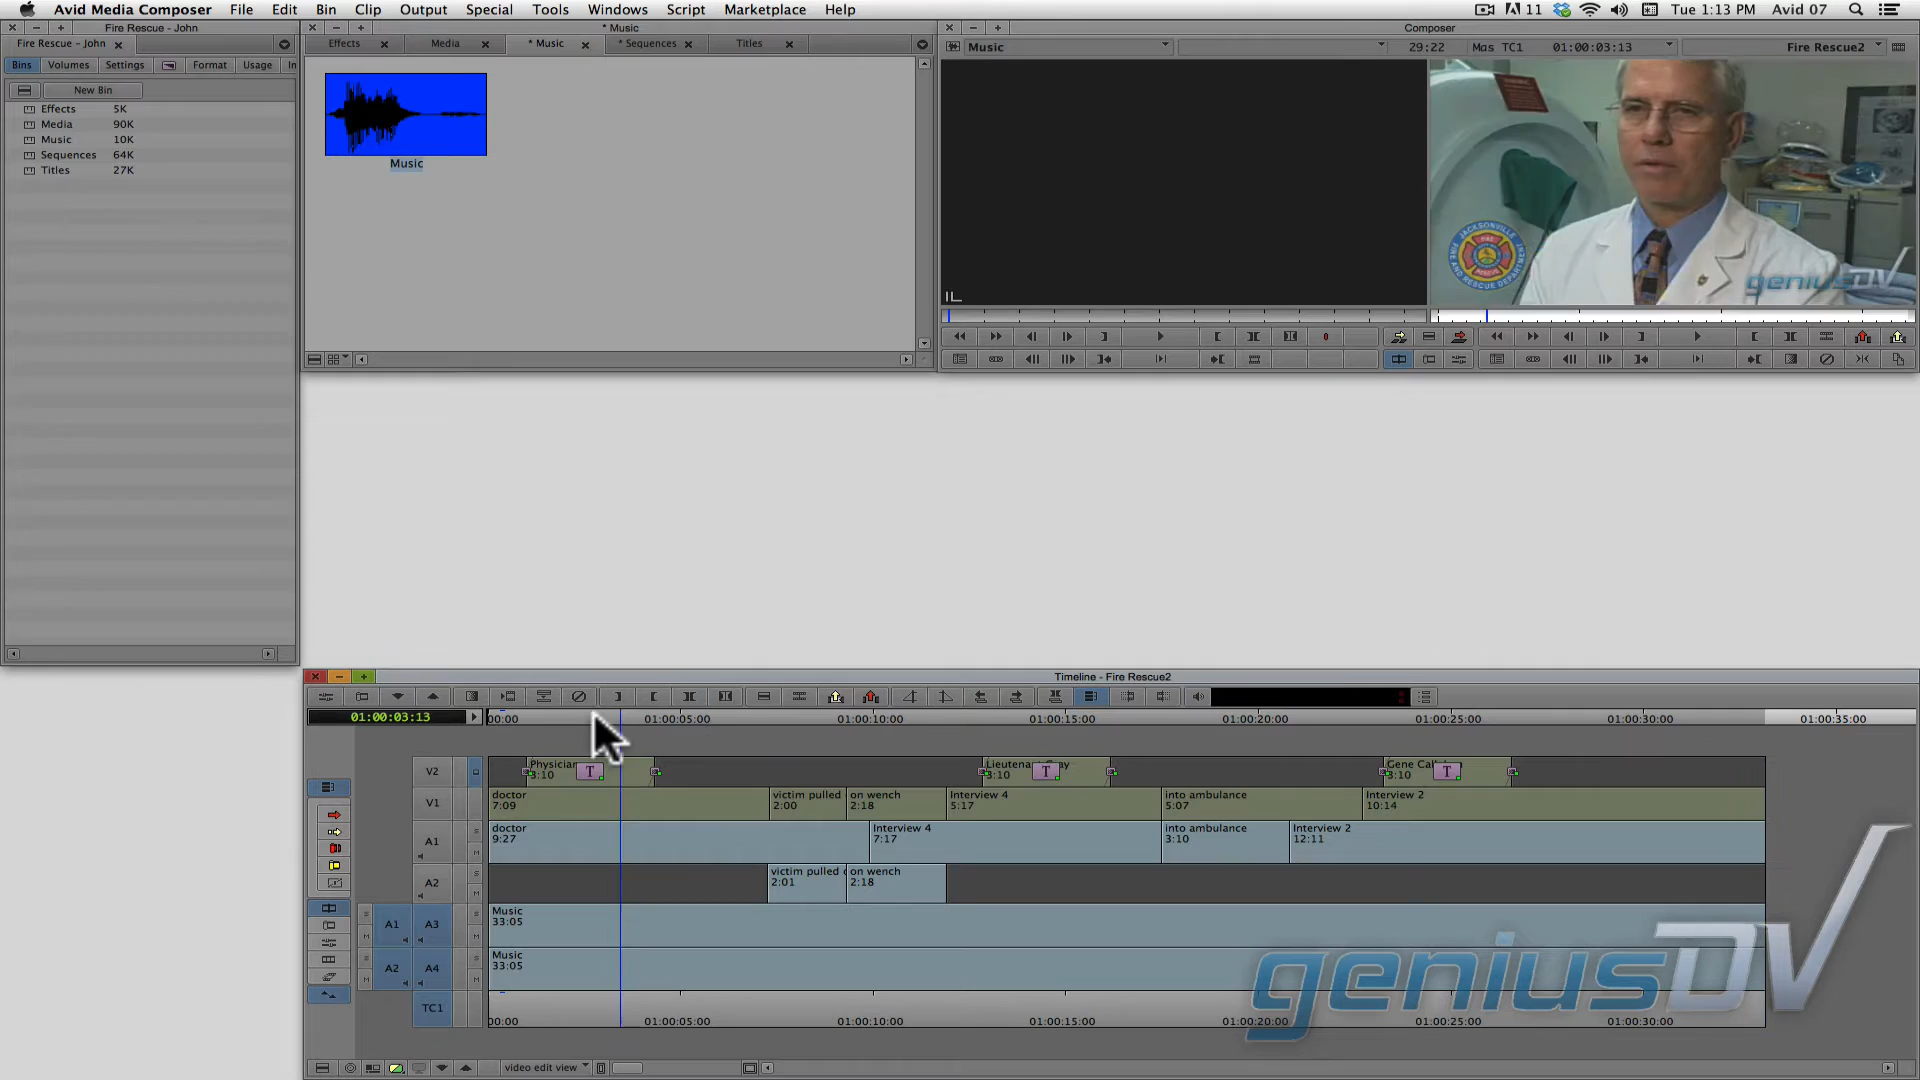 Avid Media Composer File Edit Bin Clip Output Special Tools Windows Script Marketplace Help 11 Tue 1:13 PM Avid 07
Fire Rescue - John
* Music
Composer
Fire Rescue - John
Effects Media * Music * Sequences Titles
Music 29:22 Mas TC1 01:00:03:13 Fire Rescue2
Bins Volumes Settings Format Usage In
New Bin
Effects 5K
Media 90K
Music 10K
Sequences 64K
Titles 27K
Music
JACKSONVILLE
FIRE AND RESCUE DEPARTMENT
geniusDV
Timeline - Fire Rescue2
01:00:03:13
00:00 01:00:05:00 01:00:10:00 01:00:15:00 01:00:20:00 01:00:25:00 01:00:30:00 01:00:35:00
V2
Physician
3:10
T
3:10
T
3:10
T
V1
doctor
7:09
victim pulled
2:00
on wench
2:18
Interview 4
5:17
into ambulance
5:07
Interview 2
10:14
A1
doctor
9:27
Interview 4
7:17
into ambulance
3:10
Interview 2
12:11
A2
victim pulled
2:01
on wench
2:18
A1 A3
Music
33:05
A2 A4
Music
33:05
TC1
00:00 01:00:05:00 01:00:10:00 01:00:15:00 01:00:20:00 01:00:25:00 01:00:30:00
video edit view
geniusDV